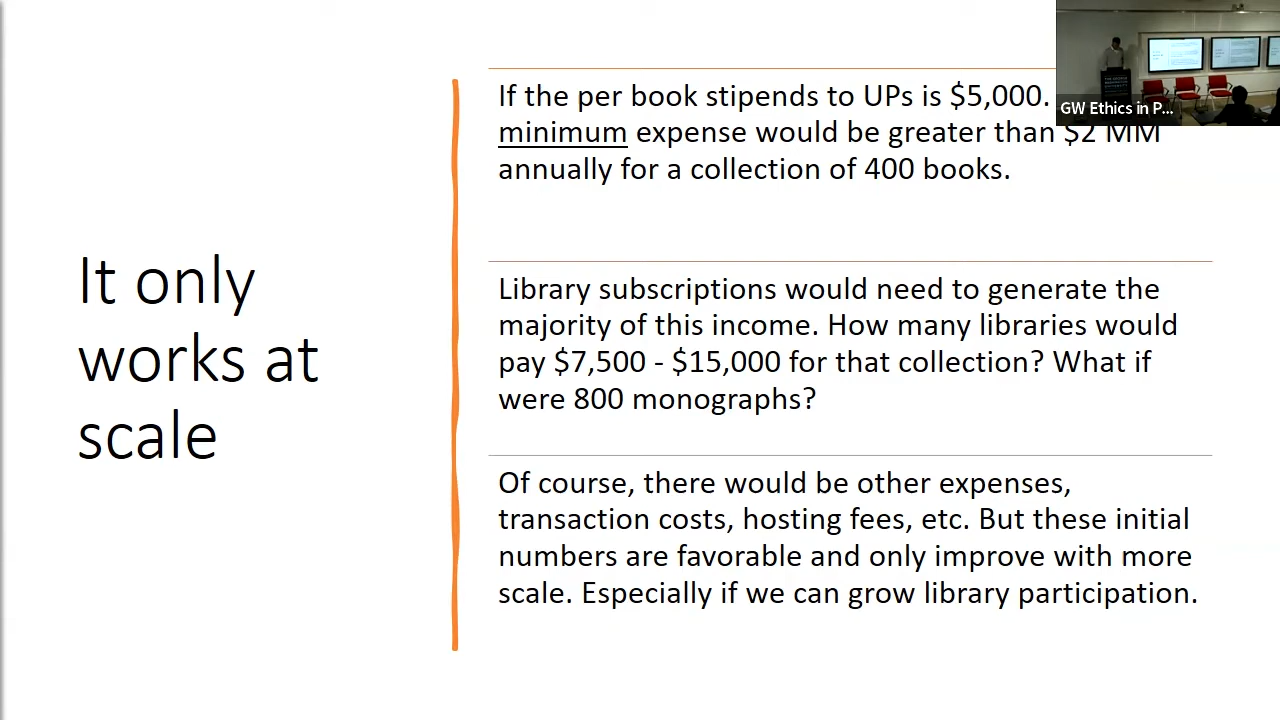 It only
works at
scale
If the per book stipends to UPs is $5,000.
minimum expense would be greater than $2 MM
annually for a collection of 400 books.
Library subscriptions would need to generate the
majority of this income. How many libraries would
pay $7,500 - $15,000 for that collection? What if
were 800 monographs?
Of course, there would be other expenses,
transaction costs, hosting fees, etc. But these initial
numbers are favorable and only improve with more
scale. Especially if we can grow library participation.
GW Ethics in P...